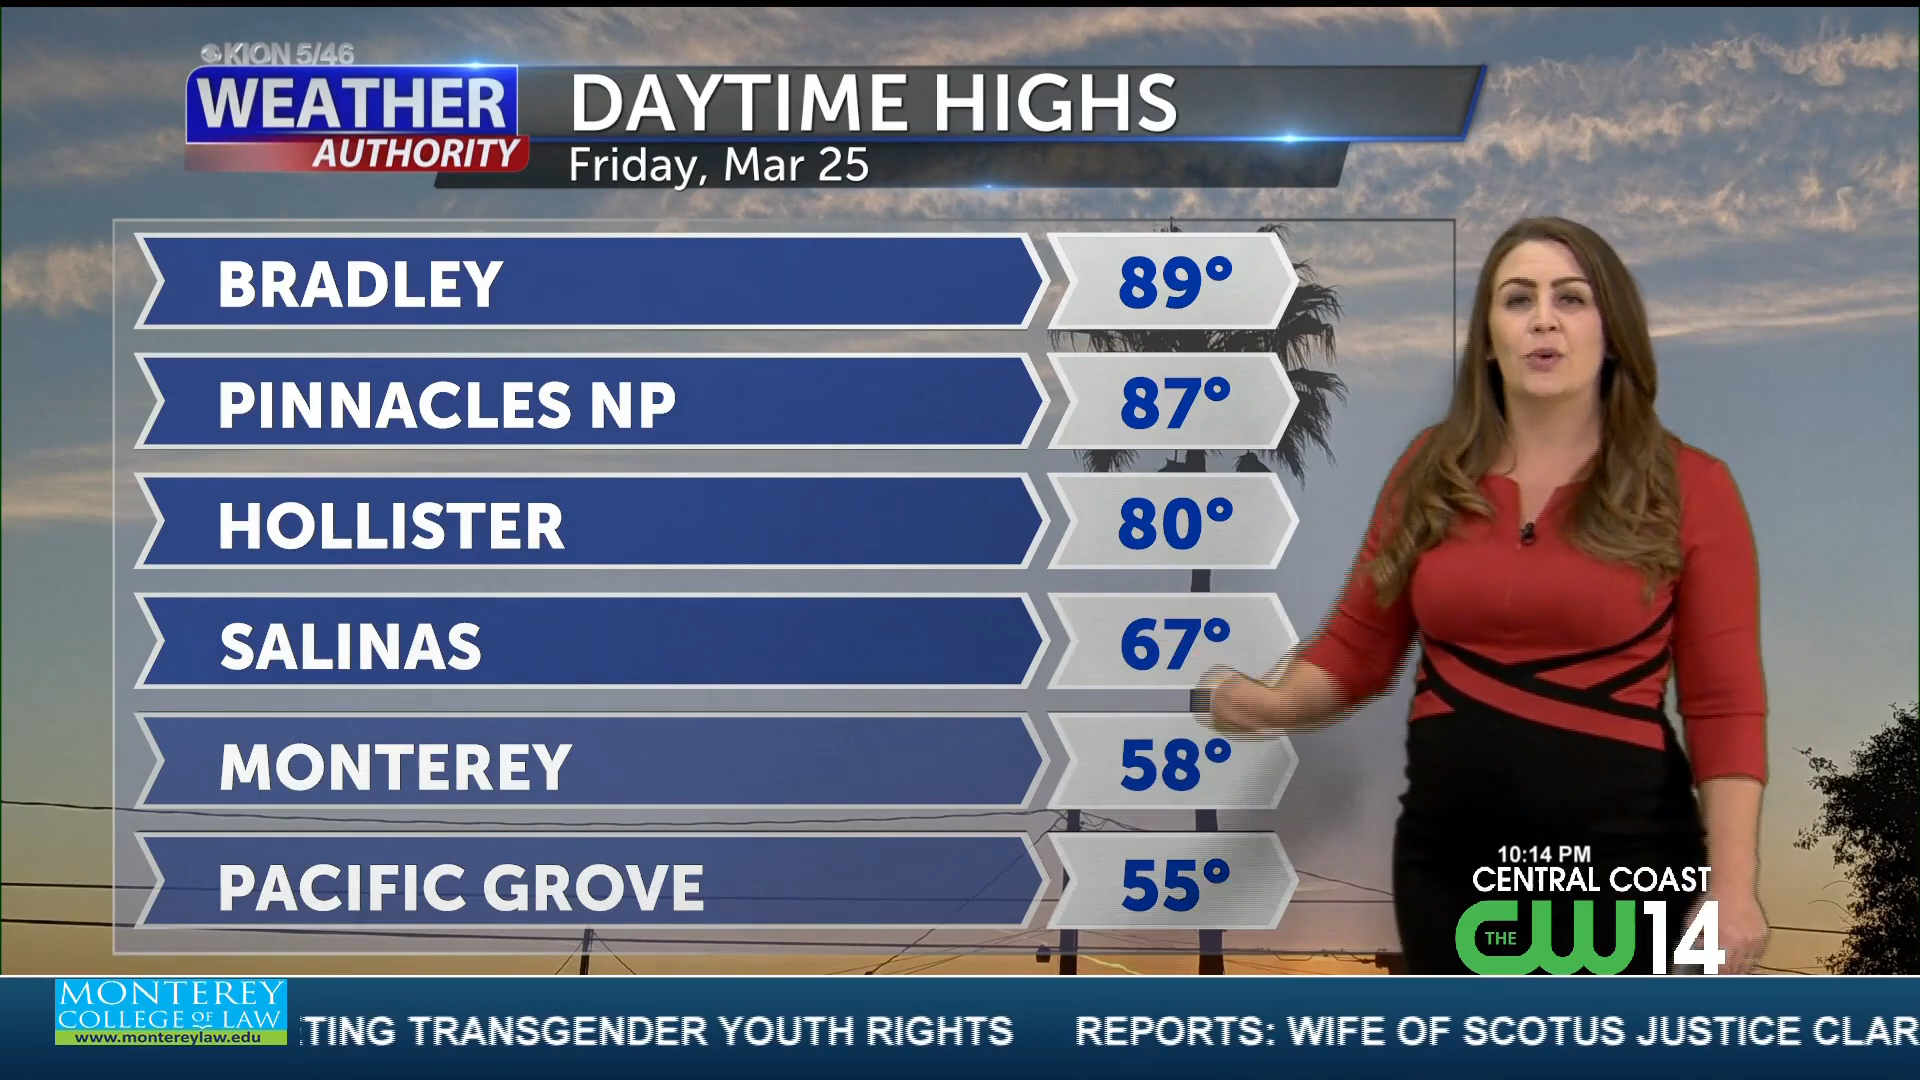 KION 5/46
WEATHER
AUTHORITY
DAYTIME HIGHS
Friday, Mar 25
BRADLEY 89°
PINNACLES NP 87°
HOLLISTER 80°
SALINAS 67°
MONTEREY 58°
PACIFIC GROVE 55°
10:14 PM
CENTRAL COAST
THE CW 14
MONTEREY
COLLEGE OF LAW
www.montereylaw.edu
TING TRANSGENDER YOUTH RIGHTS REPORTS: WIFE OF SCOTUS JUSTICE CLAR